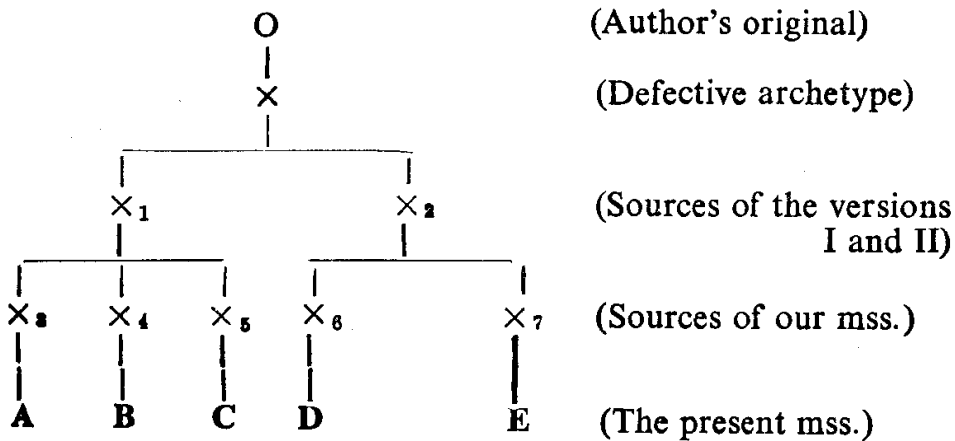 O (Author's original)
× (Defective archetype)
×1 ×2 (Sources of the versions
I and II)
×3 ×4 ×5 ×6 ×7 (Sources of our mss.)
A B C D E (The present mss.)